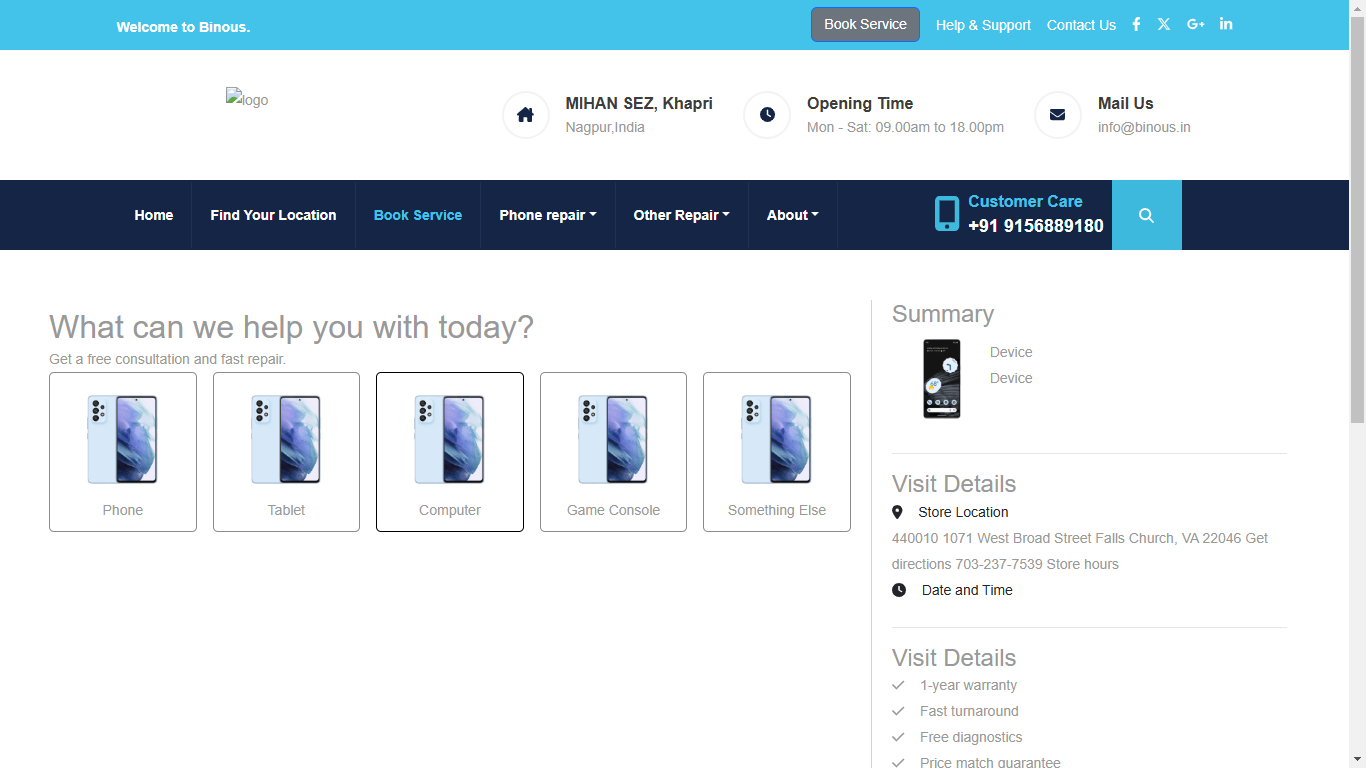 Welcome to Binous.
Book Service
Help & Support
Contact Us
logo
MIHAN SEZ, Khapri
Nagpur,India
Opening Time
Mon - Sat: 09.00am to 18.00pm
Mail Us
info@binous.in
Home
Find Your Location
Book Service
Phone repair
Other Repair
About
Customer Care
+91 9156889180
What can we help you with today?
Get a free consultation and fast repair.
Phone
Tablet
Computer
Game Console
Something Else
Summary
Device
Device
Visit Details
Store Location
440010 1071 West Broad Street Falls Church, VA 22046 Get
directions 703-237-7539 Store hours
Date and Time
Visit Details
1-year warranty
Fast turnaround
Free diagnostics
Price match guarantee